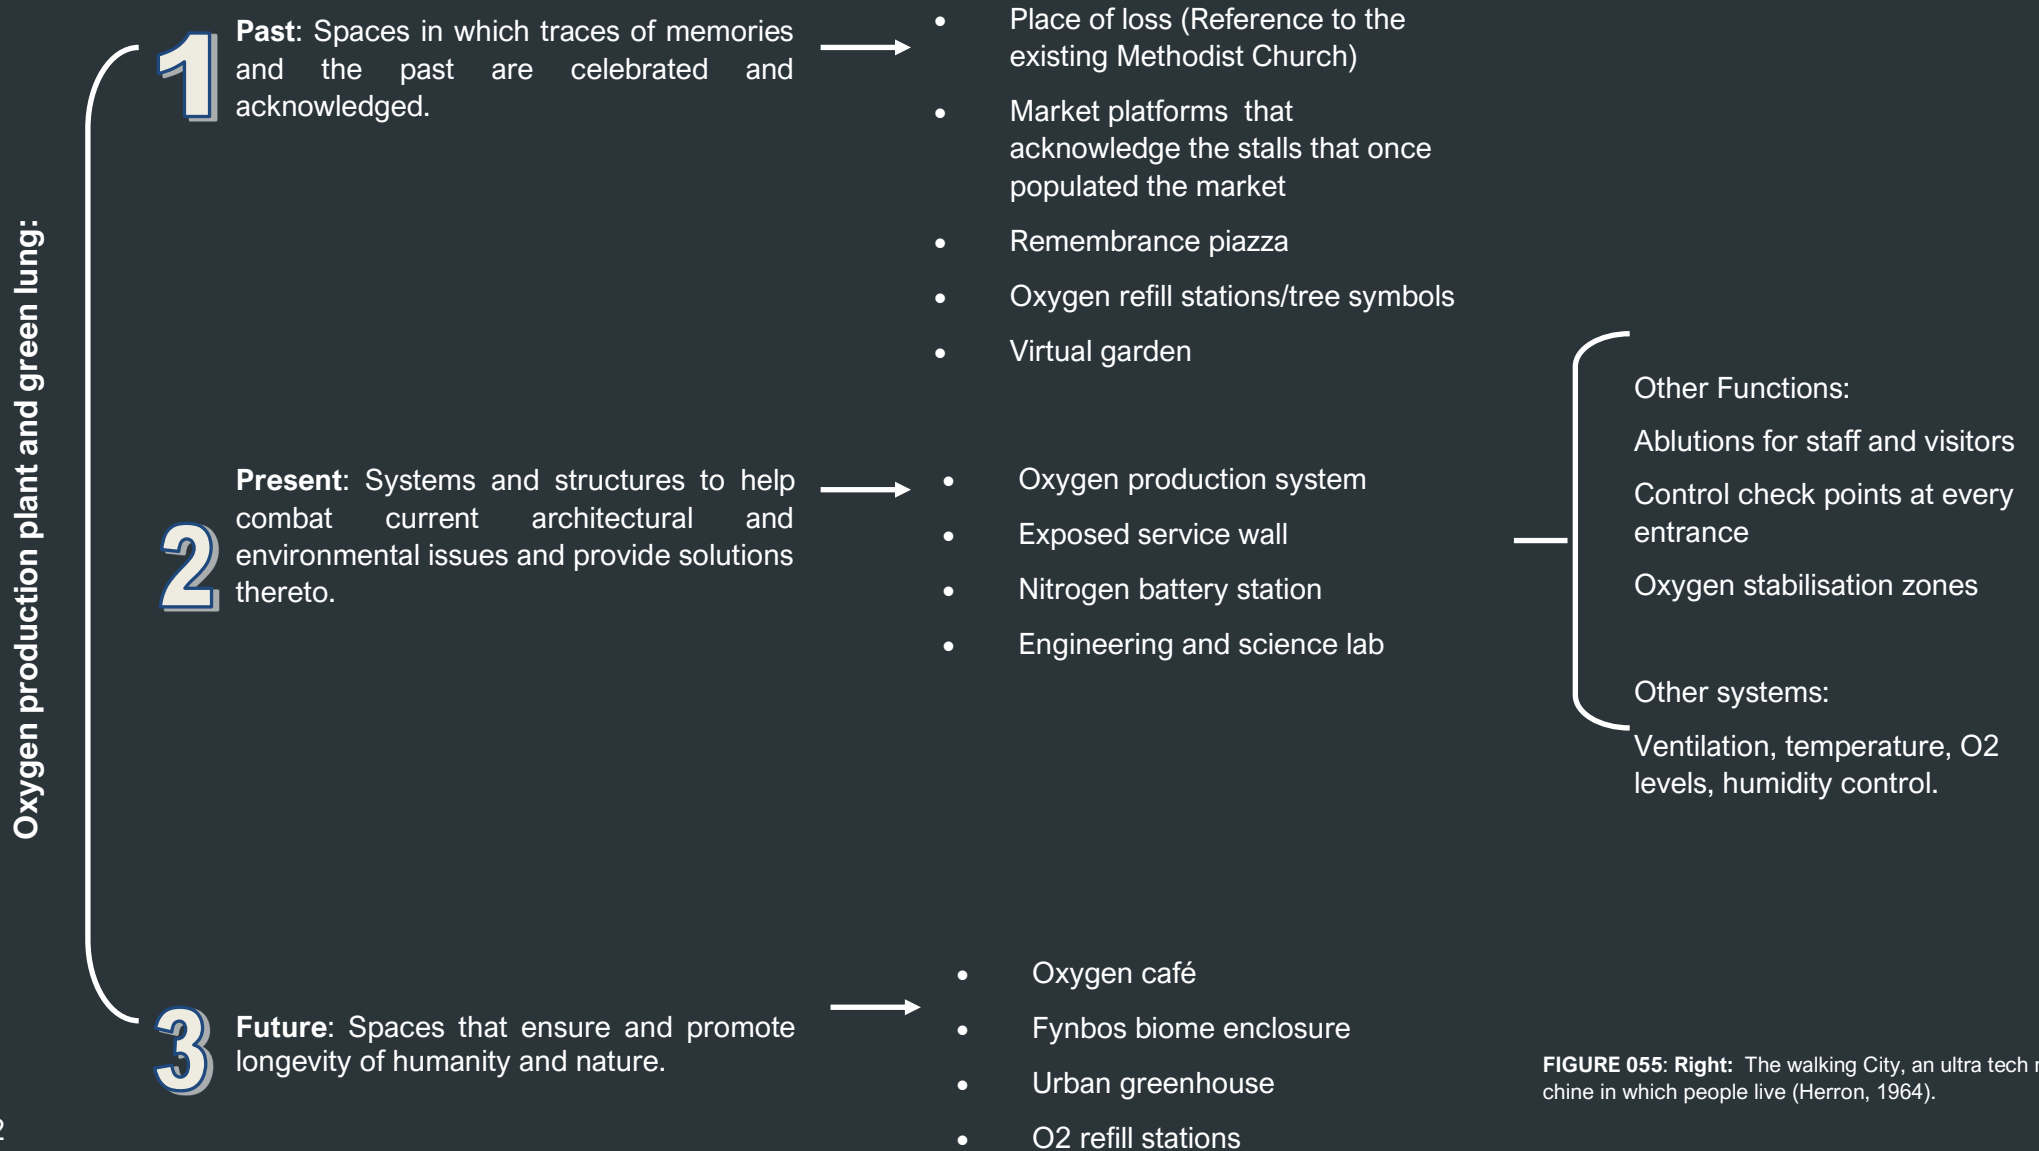 Oxygen production plant and green lung:
1
Past: Spaces in which traces of memories
and the past are celebrated and
acknowledged.
• Place of loss (Reference to the
existing Methodist Church)
• Market platforms that
acknowledge the stalls that once
populated the market
• Remembrance piazza
• Oxygen refill stations/tree symbols
• Virtual garden
2
Present: Systems and structures to help
combat current architectural and
environmental issues and provide solutions
thereto.
• Oxygen production system
• Exposed service wall
• Nitrogen battery station
• Engineering and science lab
Other Functions:
Ablutions for staff and visitors
Control check points at every
entrance
Oxygen stabilisation zones
Other systems:
Ventilation, temperature, O2
levels, humidity control.
3
Future: Spaces that ensure and promote
longevity of humanity and nature.
• Oxygen café
• Fynbos biome enclosure
• Urban greenhouse
• O2 refill stations
FIGURE 055: Right: The walking City, an ultra tech
chine in which people live (Herron, 1964).
2